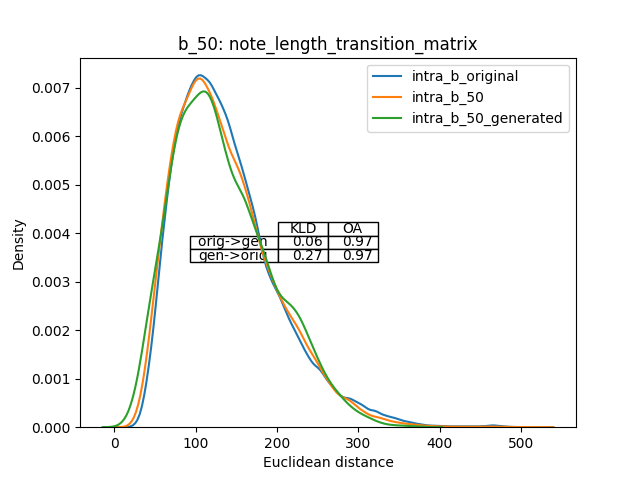 b_50: note_length_transition_matrix
intra_b_original
intra_b_50
intra_b_50_generated
0.007
0.006
0.005
0.004
0.003
0.002
0.001
0.000
Density
KLD OA
orig->gen 0.06 0.97
gen->orig 0.27 0.97
0 100 200 300 400 500
Euclidean distance